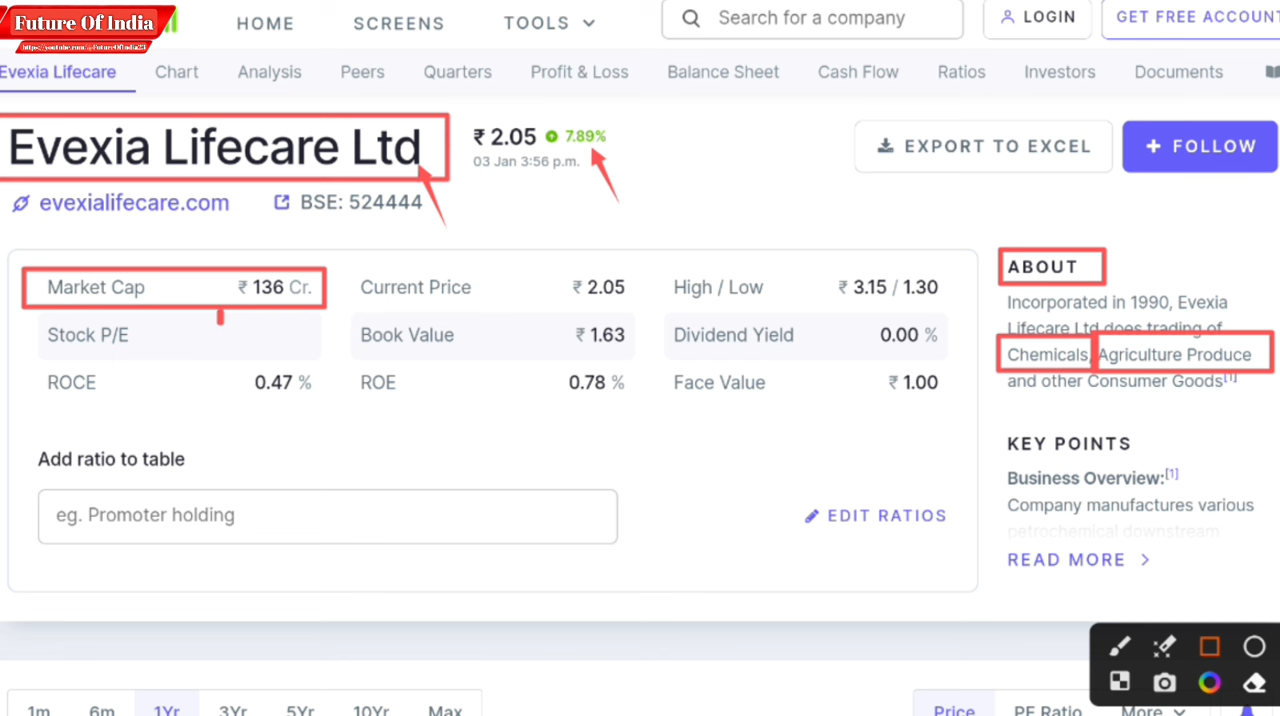 Future Of India
https://youtube.com/@FutureOfIndia23
HOME SCREENS TOOLS
Search for a company
LOGIN
GET FREE ACCOUNT
Evexia Lifecare Chart Analysis Peers Quarters Profit & Loss Balance Sheet Cash Flow Ratios Investors Documents
Evexia Lifecare Ltd
₹ 2.05 7.89%
03 Jan 3:56 p.m.
EXPORT TO EXCEL
+ FOLLOW
evexialifecare.com BSE: 524444
Market Cap ₹ 136 Cr.
Current Price ₹ 2.05
High / Low ₹ 3.15 / 1.30
Stock P/E
Book Value ₹ 1.63
Dividend Yield 0.00 %
ROCE 0.47 %
ROE 0.78 %
Face Value ₹ 1.00
Add ratio to table
eg. Promoter holding
EDIT RATIOS
ABOUT
Incorporated in 1990, Evexia
Lifecare Ltd does trading of
Chemicals, Agriculture Produce
and other Consumer Goods[1]
KEY POINTS
Business Overview:[1]
Company manufactures various
petrochemical downstream
READ MORE
1m 6m 1Yr 3Yr 5Yr 10Yr Max
Price PE Ratio More